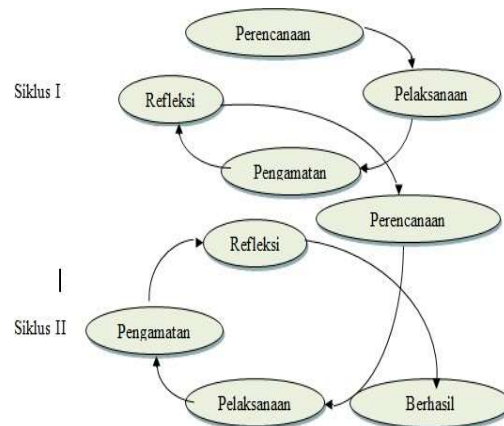 Perencanaan
Siklus I
Pelaksanaan
Refleksi
Pengamatan
Perencanaan
Refleksi
Siklus II
Pengamatan
Pelaksanaan
Berhasil